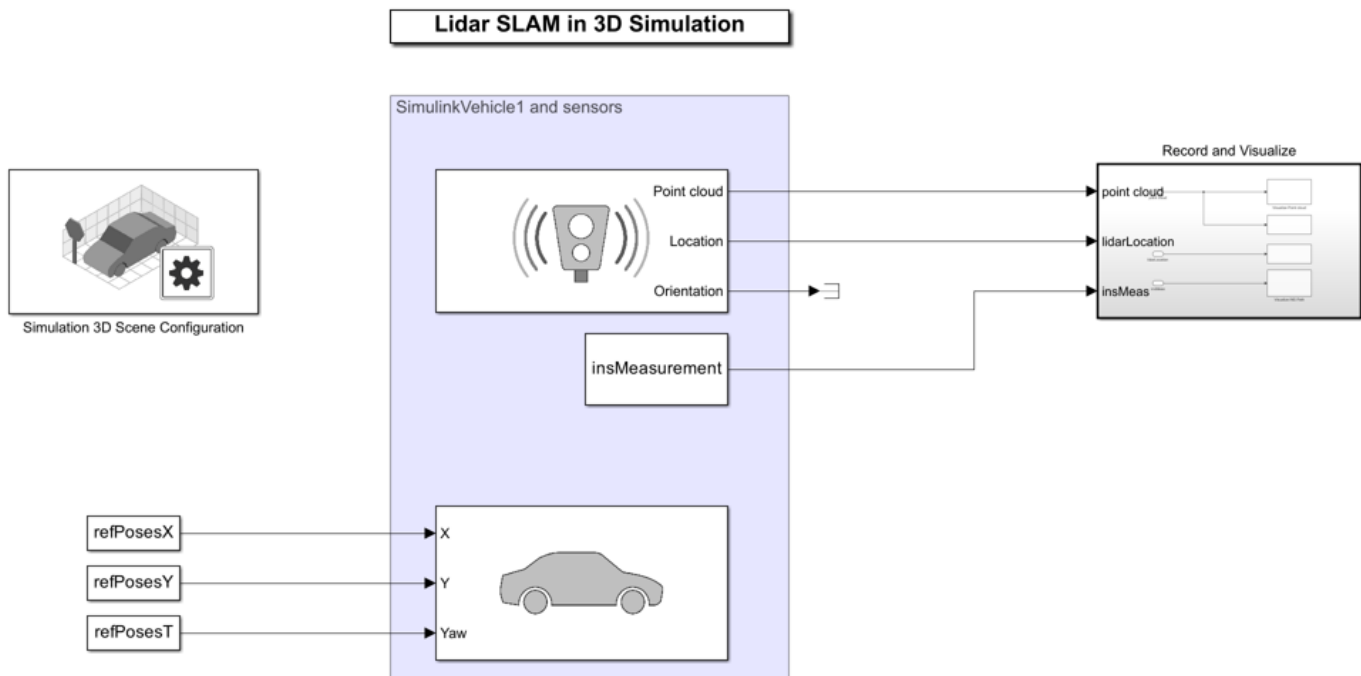 Lidar SLAM in 3D Simulation
SimulinkVehicle1 and sensors
Point cloud
Location
Orientation
insMeasurement
Simulation 3D Scene Configuration
Record and Visualize
point cloud
lidarLocation
insMeas
refPosesX
refPosesY
refPosesT
X
Y
Yaw